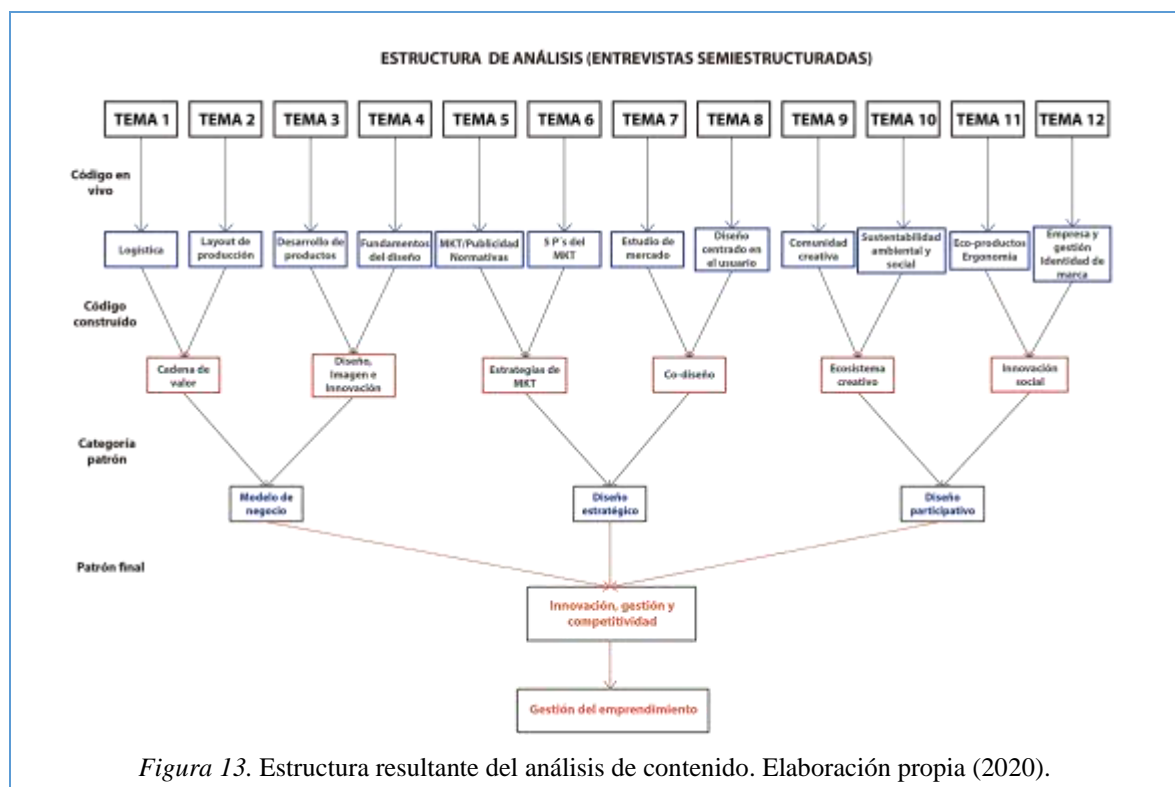 ESTRUCTURA DE ANÁLISIS (ENTREVISTAS SEMIESTRUCTURADAS)
TEMA 1
TEMA 2
TEMA 3
TEMA 4
TEMA 5
TEMA 6
TEMA 7
TEMA 8
TEMA 9
TEMA 10
TEMA 11
TEMA 12
Código en
vivo
Logística
Layout de
producción
Desarrollo de
productos
Fundamentos
del diseño
MKT/Publicidad
Normativas
5 P´s del
MKT
Estudio de
mercado
Diseño
centrado en
el usuario
Comunidad
creativa
Sustentabilidad
ambiental y
social
Eco-productos
Ergonomía
Empresa y
gestión
Identidad de
marca
Código
construído
Cadena de
valor
Diseño,
Imagen e
Innovación
Estrategias de
MKT
Co-diseño
Ecosistema
creativo
Innovación
social
Categoría
patrón
Modelo de
negocio
Diseño
estratégico
Diseño
participativo
Patrón final
Innovación, gestión y
competitividad
Gestión del emprendimiento
Figura 13. Estructura resultante del análisis de contenido. Elaboración propia (2020).